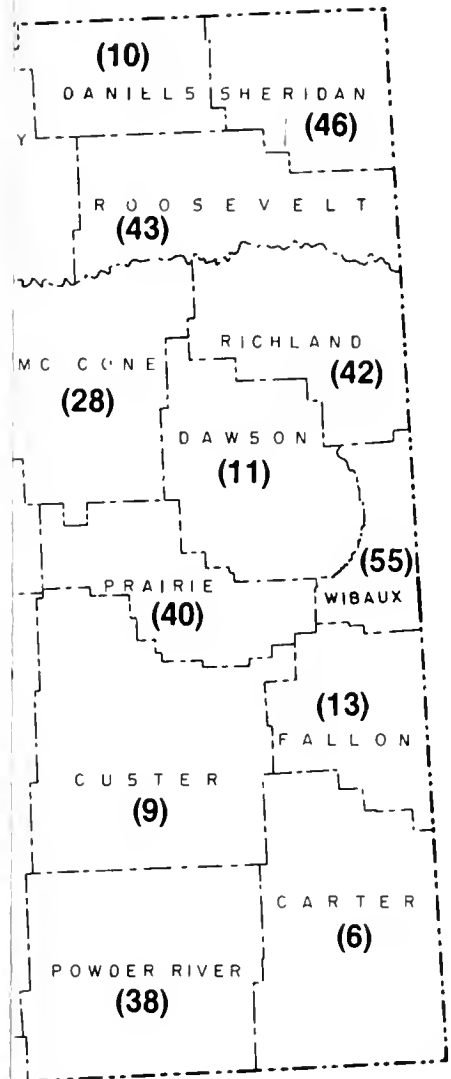 (10)
DANIELS SHERIDAN
(46)
Y
ROOSEVELT
(43)
RICHLAND
MC CONE
(42)
(28)
DAWSON
(11)
(55)
PRAIRIE
WIBAUX
(40)
(13)
FALLON
CUSTER
(9)
CARTER
(6)
POWDER RIVER
(38)